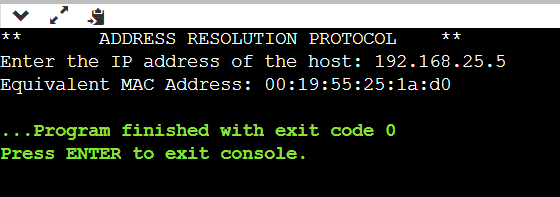 **       ADDRESS RESOLUTION PROTOCOL    **
Enter the IP address of the host: 192.168.25.5
Equivalent MAC Address: 00:19:55:25:1a:d0
...Program finished with exit code 0
Press ENTER to exit console.